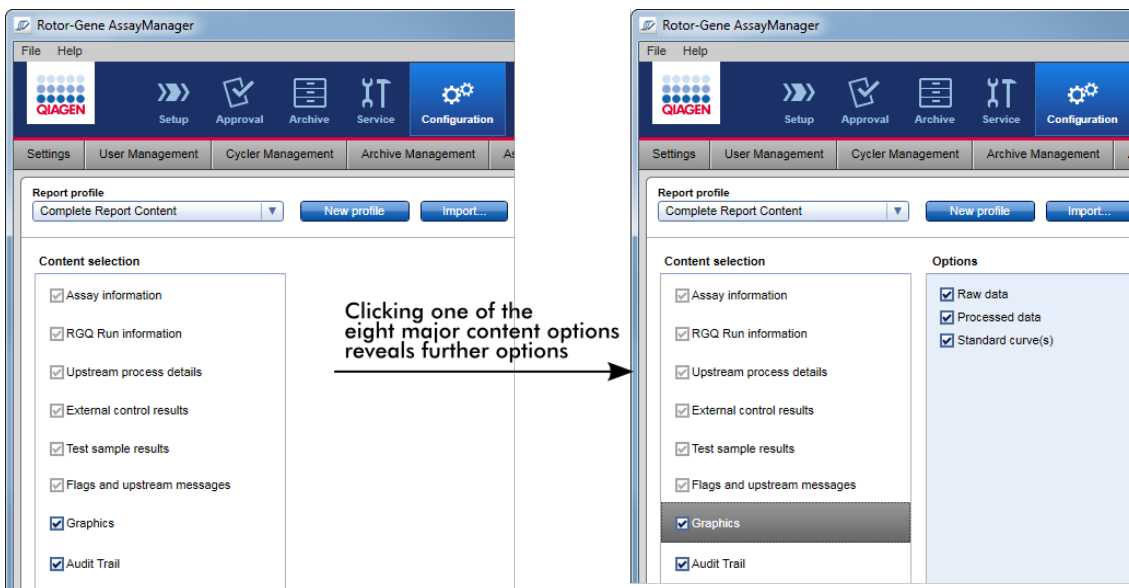 Rotor-Gene AssayManager
File Help
QIAGEN
Setup Approval Archive Service Configuration
Settings User Management Cycler Management Archive Management As
Report profile
Complete Report Content New profile Import...
Content selection
Assay information
RGQ Run information
Upstream process details
External control results
Test sample results
Flags and upstream messages
Graphics
Audit Trail
Clicking one of the
eight major content options
reveals further options
Rotor-Gene AssayManager
File Help
QIAGEN
Setup Approval Archive Service Configuration
Settings User Management Cycler Management Archive Management
Report profile
Complete Report Content New profile Import...
Content selection
Assay information
RGQ Run information
Upstream process details
External control results
Test sample results
Flags and upstream messages
Graphics
Audit Trail
Options
Raw data
Processed data
Standard curve(s)